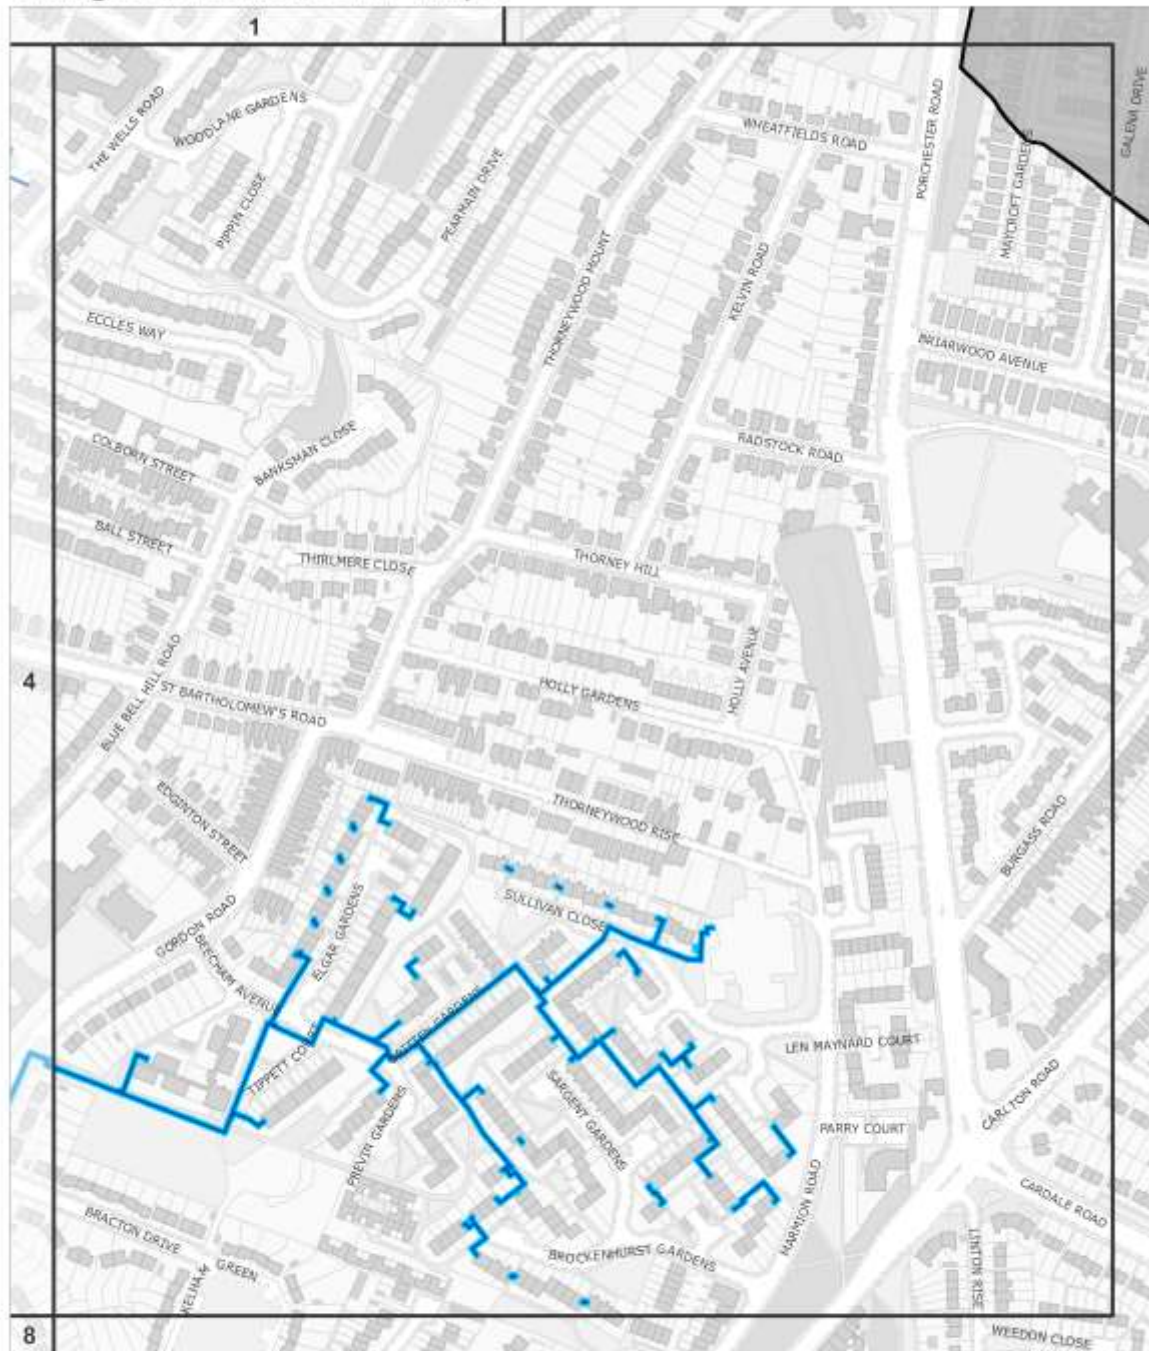 1
WHEATFIELDS ROAD
THE WELLS ROAD
WOODLANE GARDENS
PORCHESTER ROAD
GALENA DRIVE
MAYCROFT GARDENS
PIPPIN CLOSE
PEARMAIN DRIVE
THORNEYWOOD MOUNT
KELVIN ROAD
ECCLES WAY
BRIARWOOD AVENUE
COLBORN STREET
BANKSMAN CLOSE
RADSTOCK ROAD
BALL STREET
THIRLMERE CLOSE
THORNEY HILL
4
BLUE BELL HILL ROAD
ST BARTHOLOMEW'S ROAD
HOLLY GARDENS
HOLLY AVENUE
EDGINTON STREET
THORNEYWOOD RISE
BURGASS ROAD
GORDON ROAD
ELGAR GARDENS
SULLIVAN CLOSE
BEECHAM AVENUE
TIPPETT COURT
GARDENS
LEN MAYNARD COURT
PREVIN GARDENS
SARGENT GARDENS
CARLTON ROAD
PARRY COURT
MARMION ROAD
CARDALE ROAD
BRACTON DRIVE
KELHAM GREEN
BROCKENHURST GARDENS
LINTON RISE
8
WEEDON CLOSE